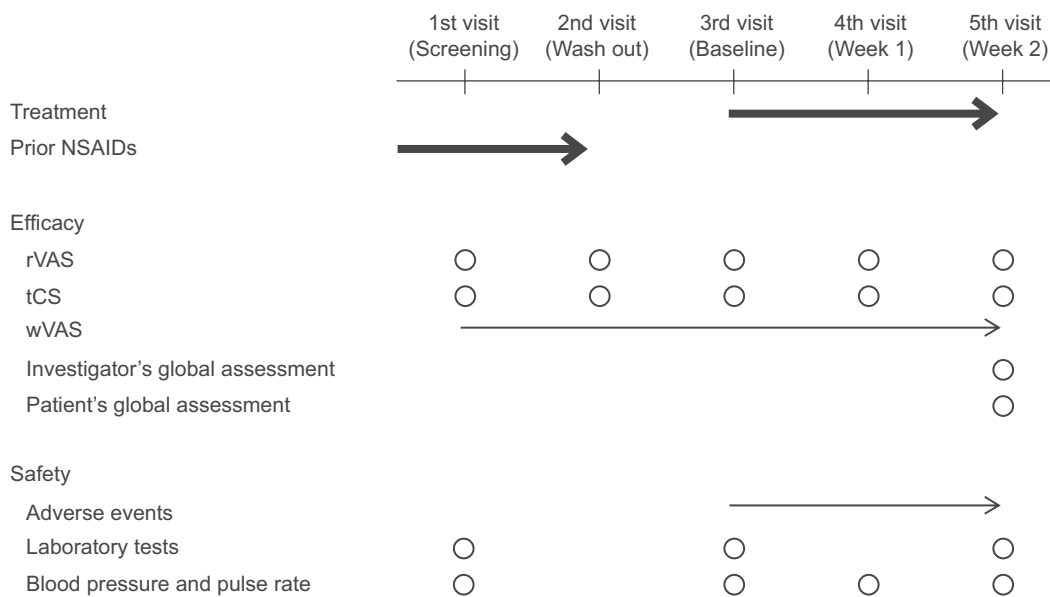 1st visit 2nd visit 3rd visit 4th visit 5th visit
(Screening) (Wash out) (Baseline) (Week 1) (Week 2)
Treatment
Prior NSAIDs
Efficacy
rVAS
tCS
wVAS
Investigator’s global assessment
Patient’s global assessment
Safety
Adverse events
Laboratory tests
Blood pressure and pulse rate